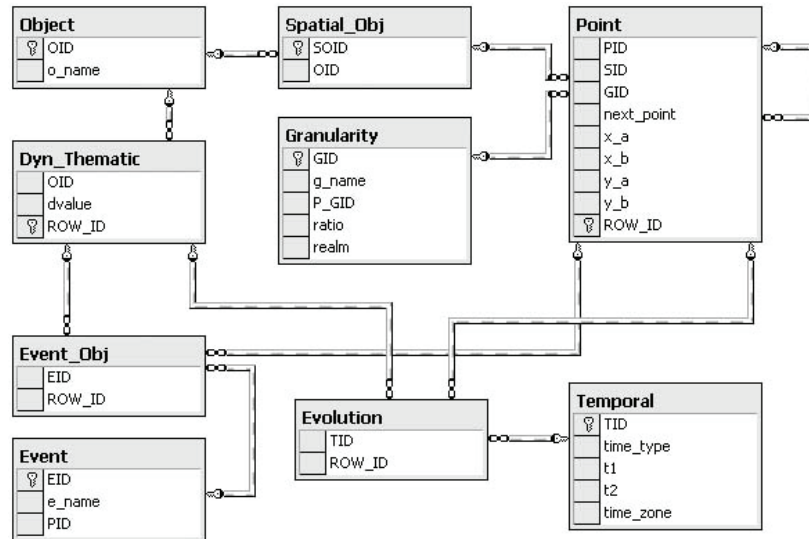 Object
OID
o_name
Spatial_Obj
SOID
OID
Point
PID
SID
GID
next_point
x_a
x_b
y_a
y_b
ROW_ID
Granularity
GID
g_name
P_GID
ratio
realm
Dyn_Thematic
OID
dvalue
ROW_ID
Event_Obj
EID
ROW_ID
Evolution
TID
ROW_ID
Temporal
TID
time_type
t1
t2
time_zone
Event
EID
e_name
PID